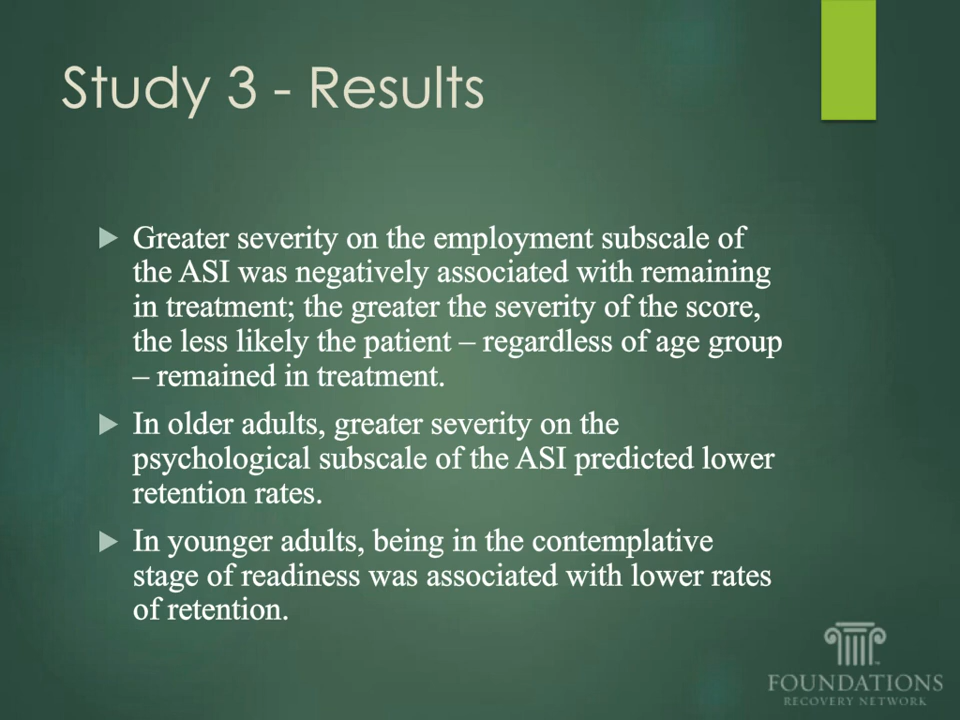 Study 3 - Results
Greater severity on the employment subscale of
the ASI was negatively associated with remaining
in treatment; the greater the severity of the score,
the less likely the patient – regardless of age group
– remained in treatment.
In older adults, greater severity on the
psychological subscale of the ASI predicted lower
retention rates.
In younger adults, being in the contemplative
stage of readiness was associated with lower rates
of retention.
FOUNDATIONS
RECOVERY NETWORK